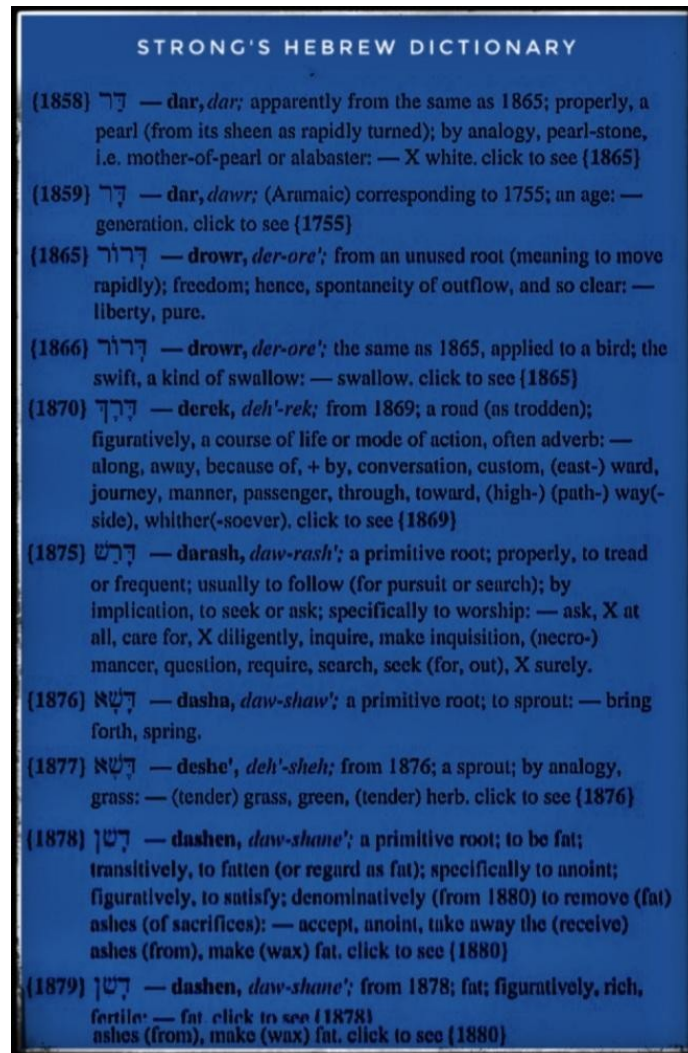 STRONG'S HEBREW DICTIONARY
{1858} דַּר — dar, dar; apparently from the same as 1865; properly, a
pearl (from its sheen as rapidly turned); by analogy, pearl-stone,
i.e. mother-of-pearl or alabaster: — X white. click to see {1865}
{1859} דָּר — dar, dawr; (Aramaic) corresponding to 1755; an age: —
generation. click to see {1755}
{1865} דְּרוֹר — drowr, der-ore'; from an unused root (meaning to move
rapidly); freedom; hence, spontaneity of outflow, and so clear: —
liberty, pure.
{1866} דְּרוֹר — drowr, der-ore'; the same as 1865, applied to a bird; the
swift, a kind of swallow: — swallow. click to see {1865}
{1870} דֶּרֶךְ — derek, deh'-rek; from 1869; a road (as trodden);
figuratively, a course of life or mode of action, often adverb: —
along, away, because of, + by, conversation, custom, (east-) ward,
journey, manner, passenger, through, toward, (high-) (path-) way(-
side), whither(-soever). click to see {1869}
{1875} דָּרַשׁ — darash, daw-rash'; a primitive root; properly, to tread
or frequent; usually to follow (for pursuit or search); by
implication, to seek or ask; specifically to worship: — ask, X at
all, care for, X diligently, inquire, make inquisition, (necro-)
mancer, question, require, search, seek (for, out), X surely.
{1876} דָּשָׁא — dasha, daw-shaw'; a primitive root; to sprout: — bring
forth, spring.
{1877} דֶּשֶׁא — deshe', deh'-sheh; from 1876; a sprout; by analogy,
grass: — (tender) grass, green, (tender) herb. click to see {1876}
{1878} דָּשֵׁן — dashen, daw-shane'; a primitive root; to be fat;
transitively, to fatten (or regard as fat); specifically to anoint;
figuratively, to satisfy; denominatively (from 1880) to remove (fat)
ashes (of sacrifices): — accept, anoint, take away the (receive)
ashes (from), make (wax) fat. click to see {1880}
{1879} דָּשֵׁן — dashen, daw-shane'; from 1878; fat; figuratively, rich,
fertile: — fat. click to see {1878}
ashes (from), make (wax) fat. click to see {1880}